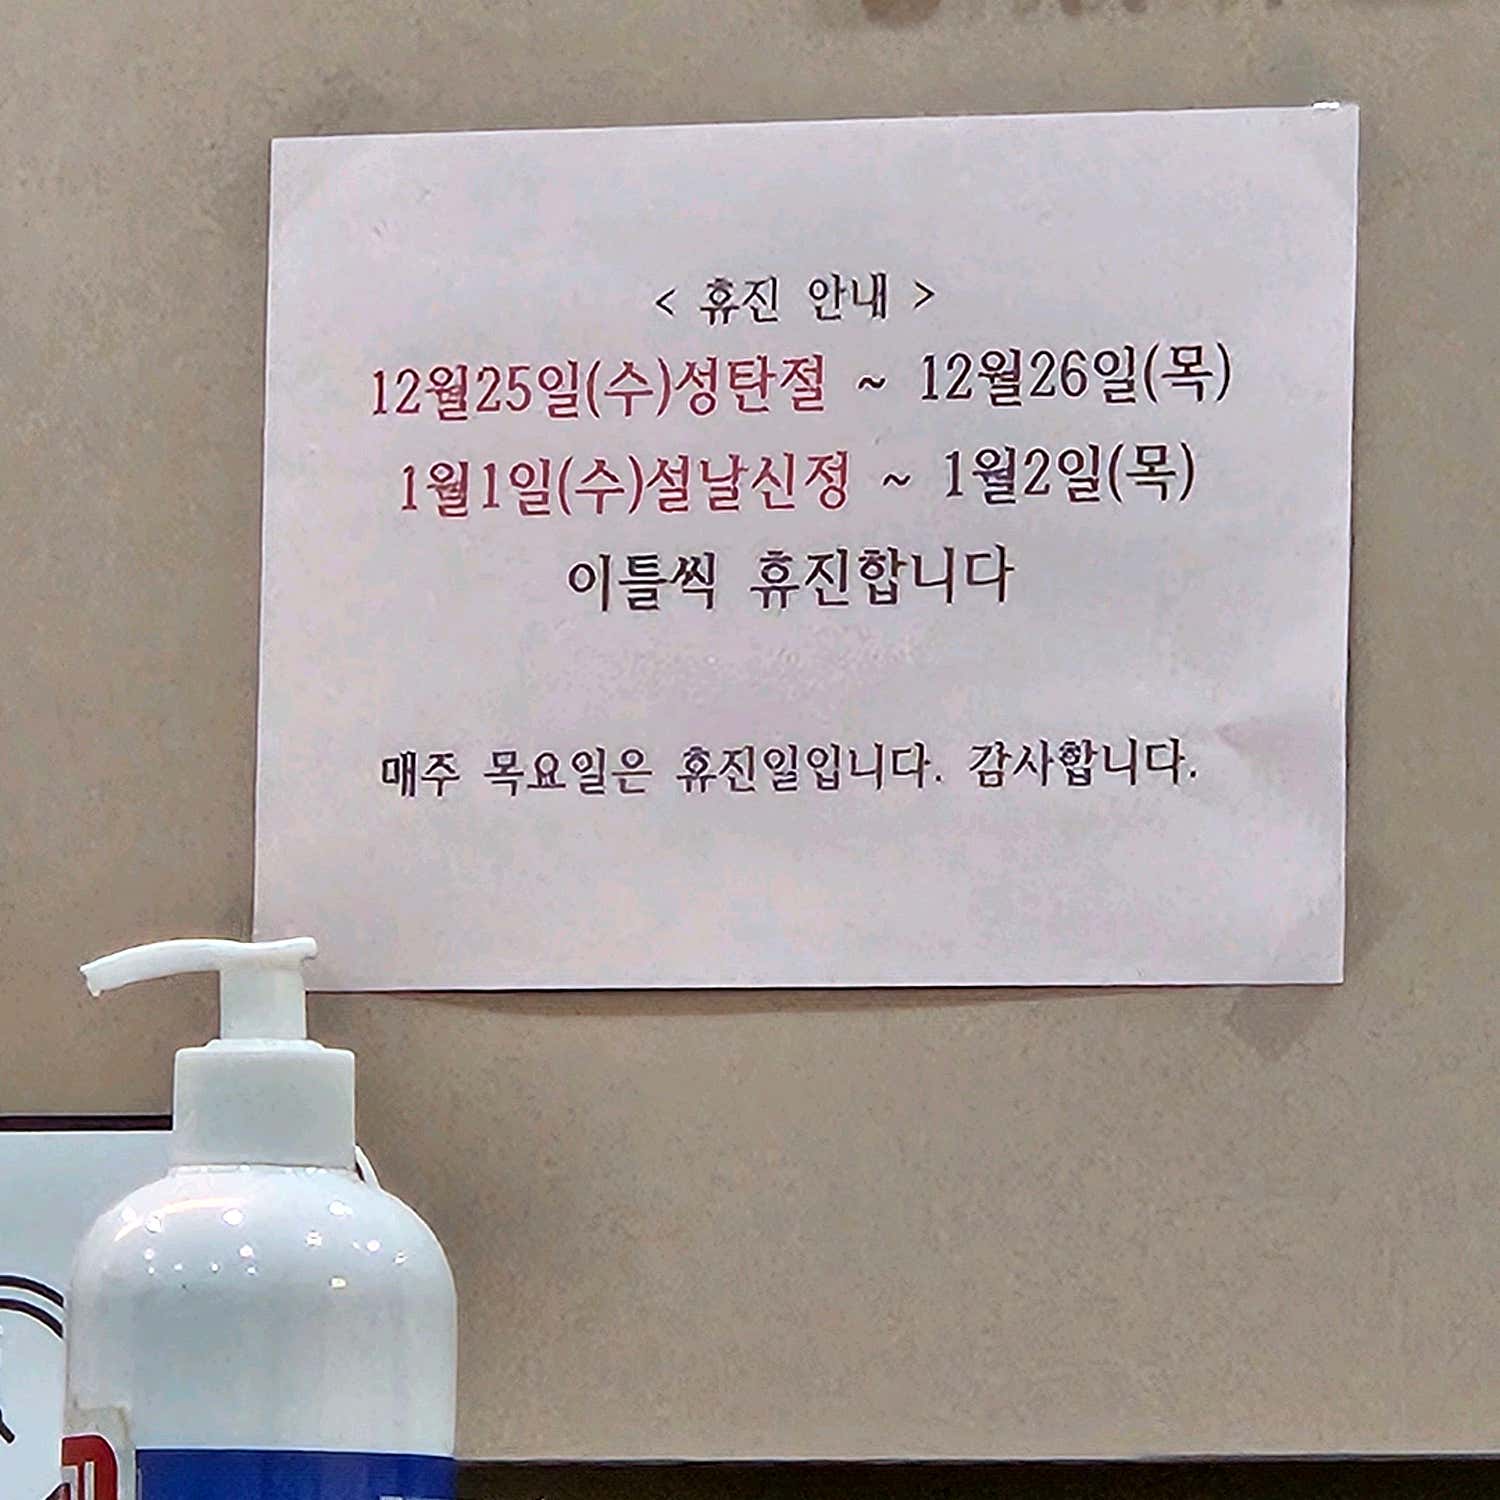 < 휴진 안내 >
12월25일(수)성탄절 ~ 12월26일(목)
1월1일(수)설날신정 ~ 1월2일(목)
이틀씩 휴진합니다
매주 목요일은 휴진일입니다. 감사합니다.